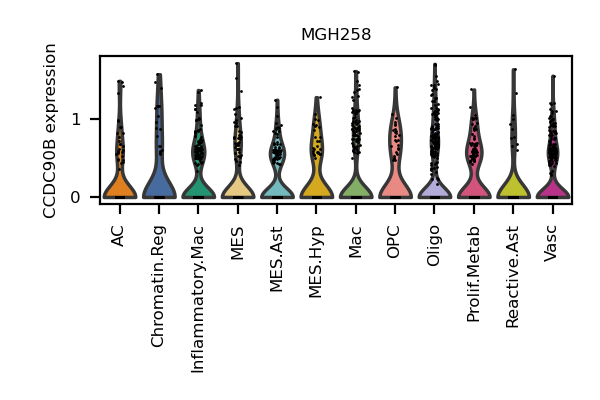 MGH258
CCDC90B expression
1
0
AC
Chromatin.Reg
Inflammatory.Mac
MES
MES.Ast
MES.Hyp
Mac
OPC
Oligo
Prolif.Metab
Reactive.Ast
Vasc